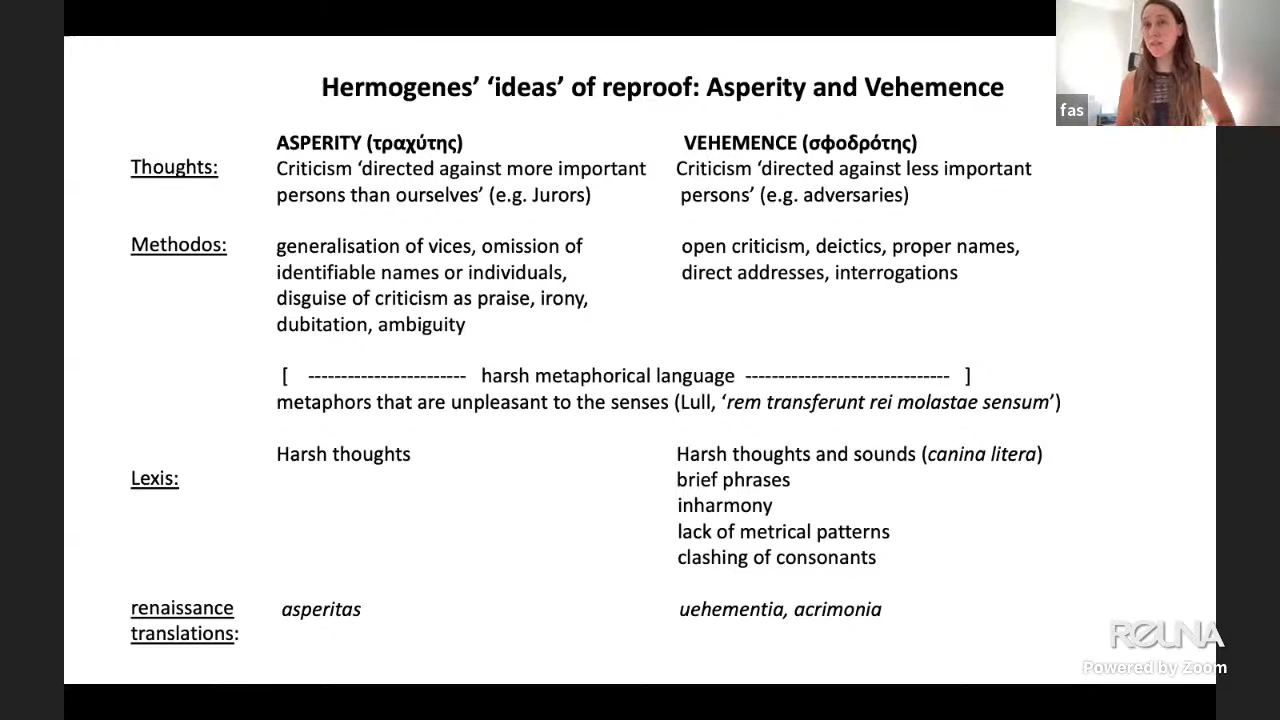 Hermogenes’ ‘ideas’ of reproof: Asperity and Vehemence
fas
ASPERITY (τραχύτης) VEHEMENCE (σφοδρότης)
Thoughts: Criticism ‘directed against more important Criticism ‘directed against less important
persons than ourselves’ (e.g. Jurors) persons’ (e.g. adversaries)
Methodos: generalisation of vices, omission of open criticism, deictics, proper names,
identifiable names or individuals, direct addresses, interrogations
disguise of criticism as praise, irony,
dubitation, ambiguity
[ ------------------------ harsh metaphorical language ------------------------------- ]
metaphors that are unpleasant to the senses (Lull, ‘rem transferunt rei molastae sensum’)
Harsh thoughts Harsh thoughts and sounds (canina litera)
Lexis: brief phrases
inharmony
lack of metrical patterns
clashing of consonants
renaissance asperitas uehementia, acrimonia
translations:
REUNA
Powered by Zoom